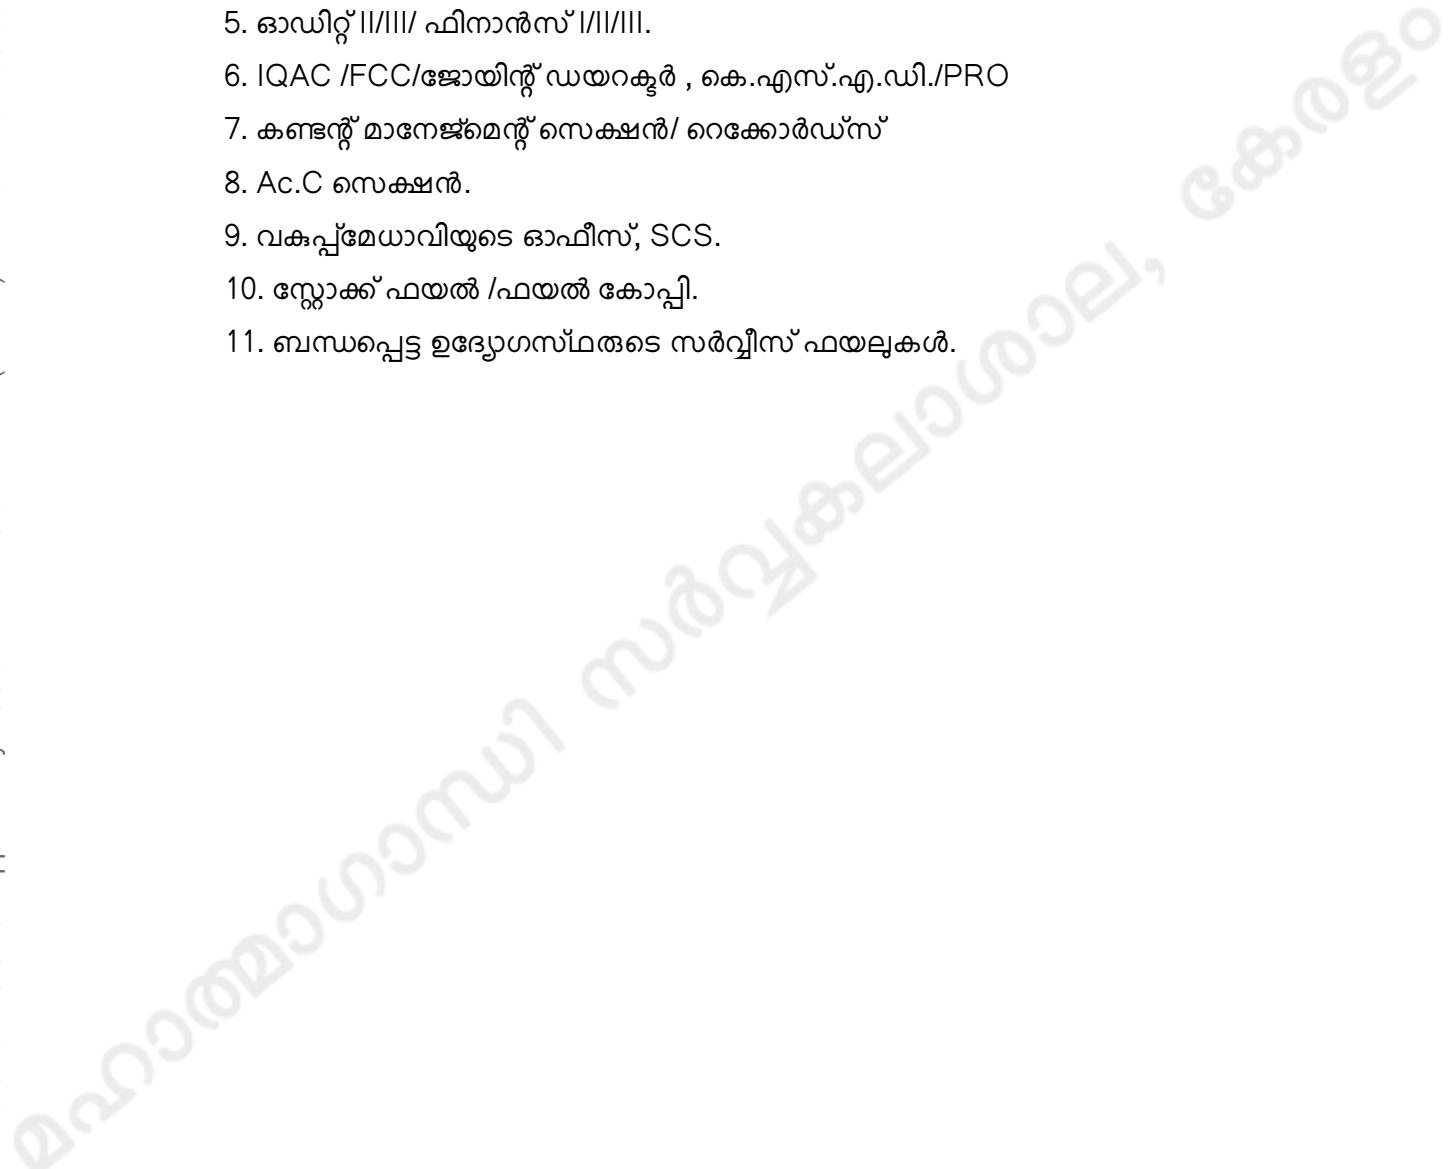 5. ഓഡിറ്റ് II/III/ ഫിനാൻസ് I/II/III.
6. IQAC /FCC/ജോയിന്റ് ഡയറക്ടർ , കെ.എസ്.എ.ഡി./PRO
7. കണ്ടന്റ് മാനേജ്മെന്റ് സെക്ഷൻ/ റെക്കോർഡ്സ്
8. Ac.C സെക്ഷൻ.
9. വകുപ്പ്മേധാവിയുടെ ഓഫീസ്, SCS.
10. സ്റ്റോക്ക് ഫയൽ /ഫയൽ കോപ്പി.
11. ബന്ധപ്പെട്ട ഉദ്യോഗസ്ഥരുടെ സർവ്വീസ് ഫയലുകൾ.
മഹാത്മാഗാന്ധി സർവ്വകലാശാല, കേരളം